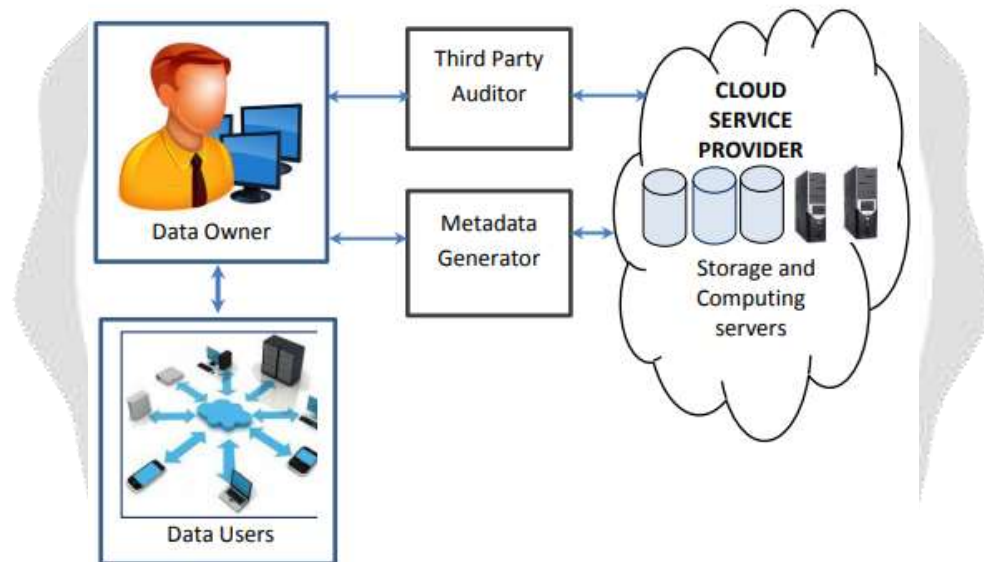 Third Party
Auditor
CLOUD
SERVICE
PROVIDER
Data Owner
Metadata
Generator
Storage and
Computing
servers
Data Users